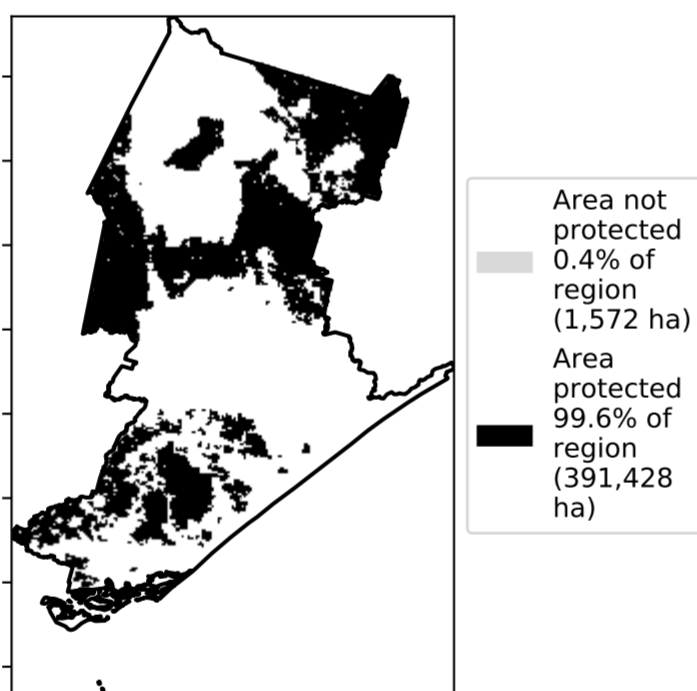 Area not
protected
0.4% of
region
(1,572 ha)
Area
protected
99.6% of
region
(391,428
ha)